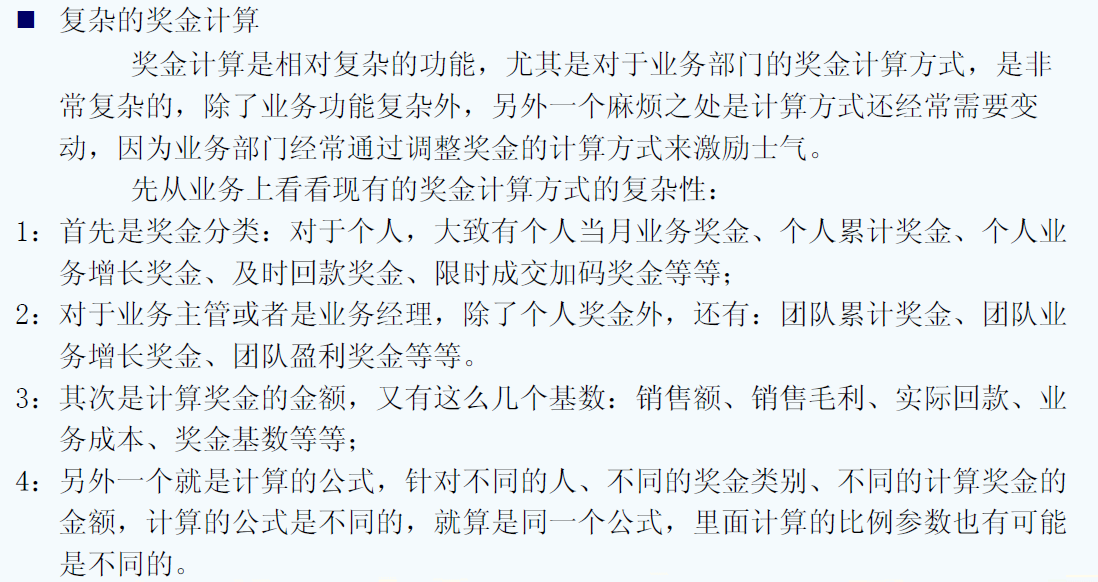 ■ 复杂的奖金计算
奖金计算是相对复杂的功能，尤其是对于业务部门的奖金计算方式，是非
常复杂的，除了业务功能复杂外，另外一个麻烦之处是计算方式还经常需要变
动，因为业务部门经常通过调整奖金的计算方式来激励士气。
先从业务上看看现有的奖金计算方式的复杂性：
1：首先是奖金分类：对于个人，大致有个人当月业务奖金、个人累计奖金、个人业
务增长奖金、及时回款奖金、限时成交加码奖金等等；
2：对于业务主管或者是业务经理，除了个人奖金外，还有：团队累计奖金、团队业
务增长奖金、团队盈利奖金等等。
3：其次是计算奖金的金额，又有这么几个基数：销售额、销售毛利、实际回款、业
务成本、奖金基数等等；
4：另外一个就是计算的公式，针对不同的人、不同的奖金类别、不同的计算奖金的
金额，计算的公式是不同的，就算是同一个公式，里面计算的比例参数也有可能
是不同的。